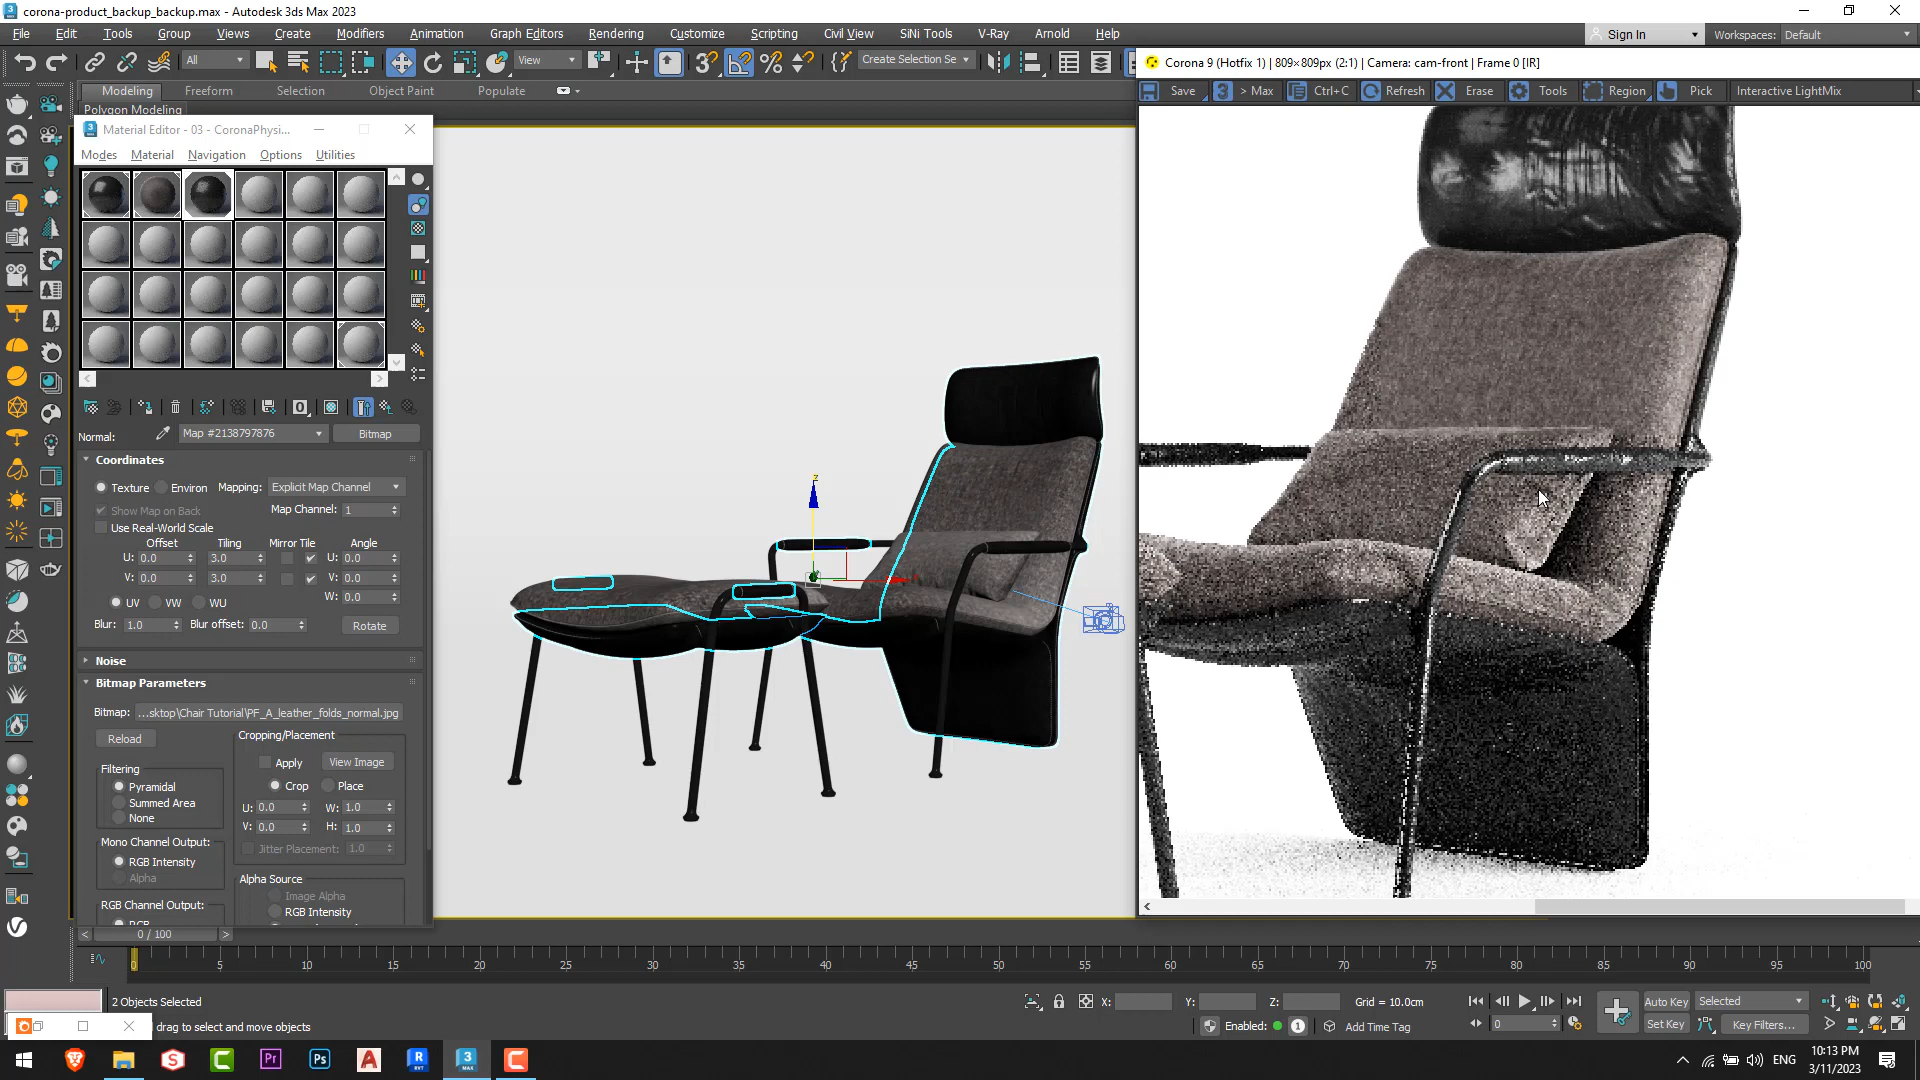 corona-product_backup_backup.max - Autodesk 3ds Max 2023
File Edit Tools Group Views Create Modifiers Animation Graph Editors Rendering Customize Scripting Civil View SiNi Tools V-Ray Arnold Help
Sign In Workspaces: Default
All View Create Selection Se
Corona 9 (Hotfix 1) | 809×809px (2:1) | Camera: cam-front | Frame 0 [IR]
Modeling Freeform Selection Object Paint Populate
Save > Max Ctrl+C Refresh Erase Tools Region Pick Interactive LightMix
Polygon Modeling
Material Editor - 03 - CoronaPhysi...
Modes Material Navigation Options Utilities
Normal: Map #2138797876 Bitmap
Coordinates
Texture Environ Mapping: Explicit Map Channel
Show Map on Back Map Channel: 1
Use Real-World Scale
Offset Tiling Mirror Tile Angle
U: 0.0 3.0 U: 0.0
V: 0.0 3.0 V: 0.0
UV VW WU W: 0.0
Blur: 1.0 Blur offset: 0.0 Rotate
Noise
Bitmap Parameters
Bitmap: ...sktop\Chair Tutorial\PF_A_leather_folds_normal.jpg
Reload Cropping/Placement
Apply View Image
Filtering
Pyramidal Crop Place
Summed Area U: 0.0 W: 1.0
None V: 0.0 H: 1.0
Mono Channel Output: Jitter Placement: 1.0
RGB Intensity
Alpha Alpha Source
Image Alpha
RGB Channel Output: RGB Intensity
RGB
z
0 / 100
0 5 10 15 20 25 30 35 40 45 50 55 60 65 70 75 80 85 90 95 100
2 Objects Selected X: Y: Z: Grid = 10.0cm Auto Key Selected
drag to select and move objects Enabled: 1 Add Time Tag 0 Set Key Key Filters...
ENG 10:13 PM
3/11/2023